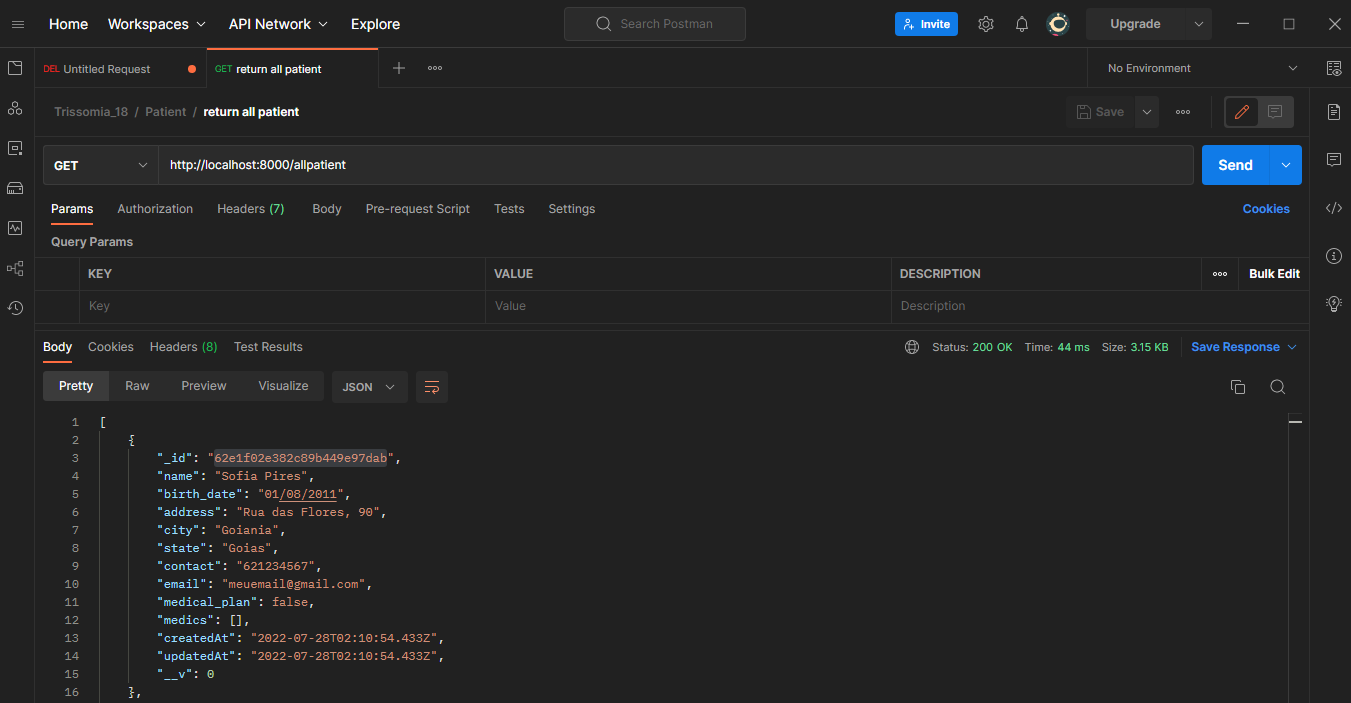 Home Workspaces API Network Explore Search Postman Invite Upgrade
DEL Untitled Request GET return all patient No Environment
Trissomia_18 / Patient / return all patient Save
GET http://localhost:8000/allpatient Send
Params Authorization Headers (7) Body Pre-request Script Tests Settings Cookies
Query Params
KEY VALUE DESCRIPTION Bulk Edit
Key Value Description
Body Cookies Headers (8) Test Results Status: 200 OK Time: 44 ms Size: 3.15 KB Save Response
Pretty Raw Preview Visualize JSON
1 [
2 {
3 "_id": "62e1f02e382c89b449e97dab",
4 "name": "Sofia Pires",
5 "birth_date": "01/08/2011",
6 "address": "Rua das Flores, 90",
7 "city": "Goiania",
8 "state": "Goias",
9 "contact": "621234567",
10 "email": "meuemail@gmail.com",
11 "medical_plan": false,
12 "medics": [],
13 "createdAt": "2022-07-28T02:10:54.433Z",
14 "updatedAt": "2022-07-28T02:10:54.433Z",
15 "__v": 0
16 },